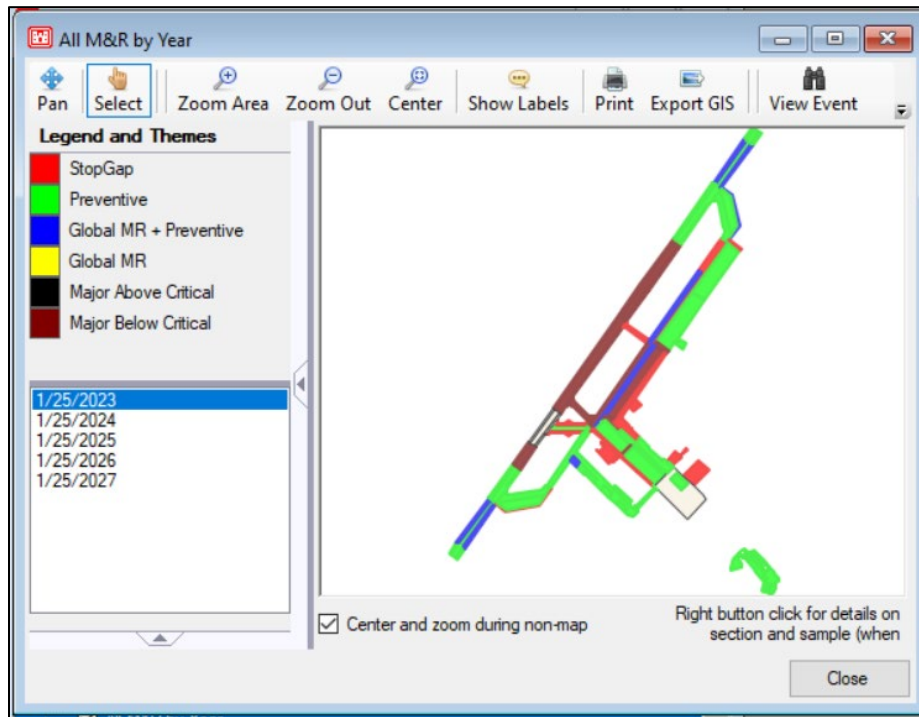 All M&R by Year
Pan Select Zoom Area Zoom Out Center Show Labels Print Export GIS View Event
Legend and Themes
StopGap
Preventive
Global MR + Preventive
Global MR
Major Above Critical
Major Below Critical
1/25/2023
1/25/2024
1/25/2025
1/25/2026
1/25/2027
Center and zoom during non-map
Right button click for details on
section and sample (when
Close